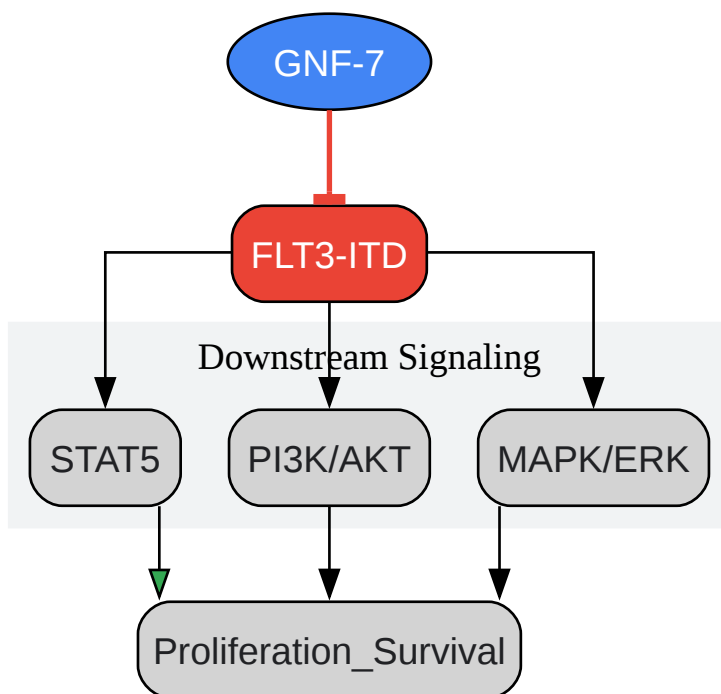 GNF-7
FLT3-ITD
Downstream Signaling
STAT5
PI3K/AKT
MAPK/ERK
Proliferation_Survival